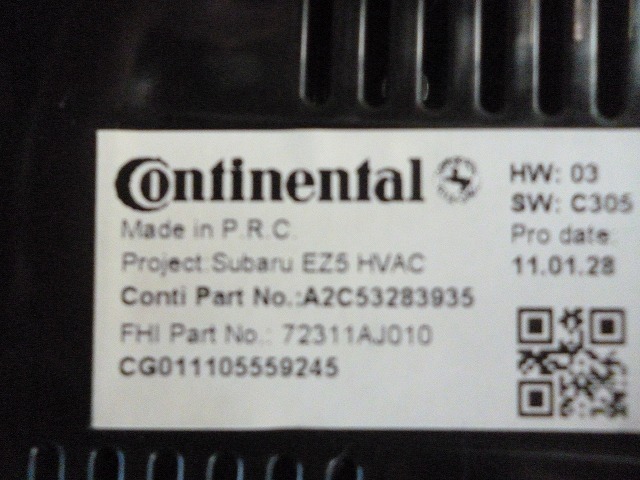 Continental
Made in P.R.C.
Project:Subaru EZ5 HVAC
Conti Part No.:A2C53283935
FHI Part No.: 72311AJ010
CG011105559245
HW: 03
SW: C305
Pro date:
11.01.28